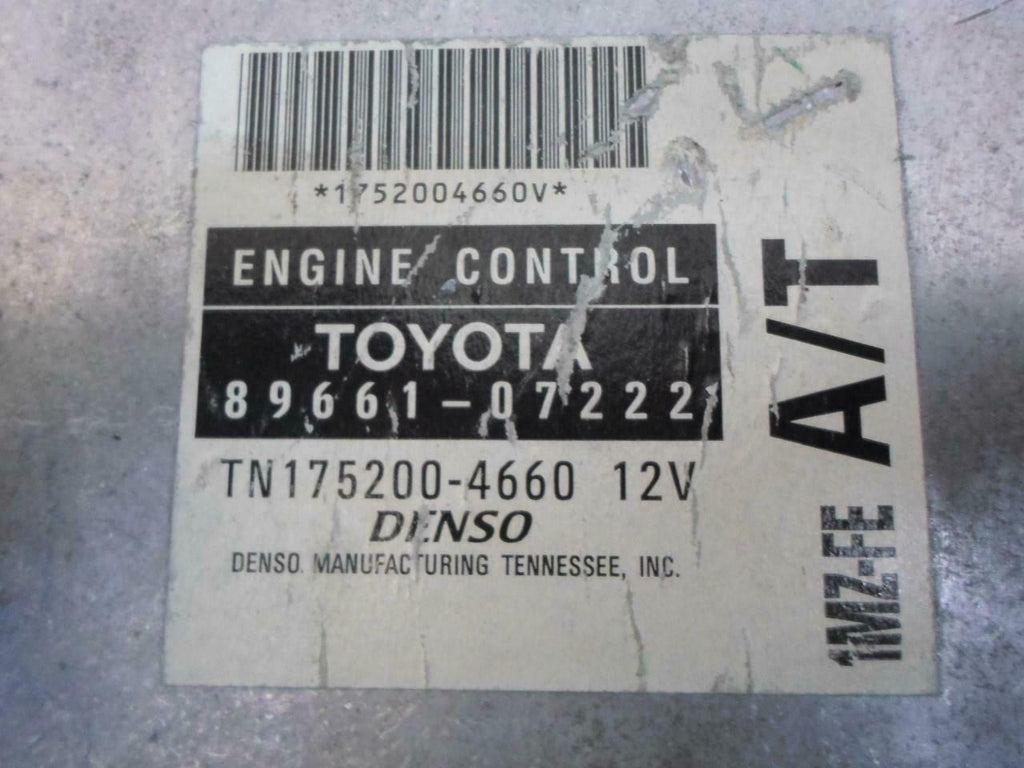 *1752004660V*
ENGINE CONTROL
TOYOTA
89661-07222
TN175200-4660 12V
DENSO
DENSO MANUFACTURING TENNESSEE, INC.
A/T
1MZ-FE